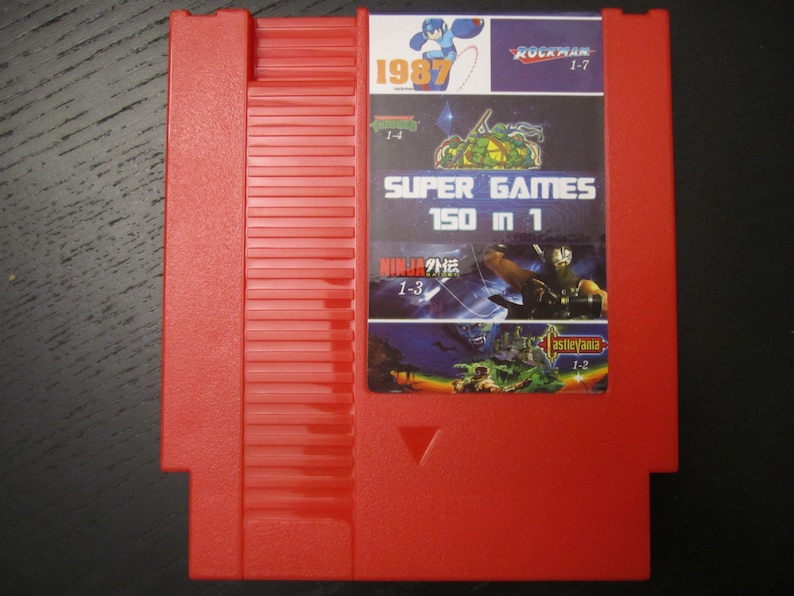 1987
ROCKMAN
1-7
1-4
SUPER GAMES
150 in 1
NINJA外伝
GAIDEN
1-3
Castlevania
1-2